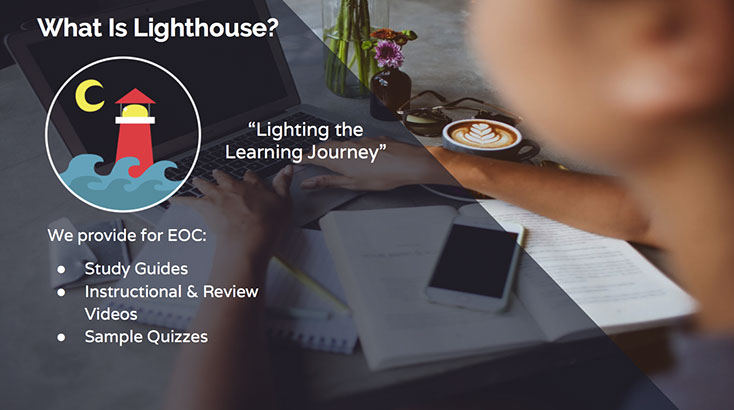 What Is Lighthouse?
“Lighting the
Learning Journey”
We provide for EOC:
● Study Guides
● Instructional & Review
Videos
● Sample Quizzes